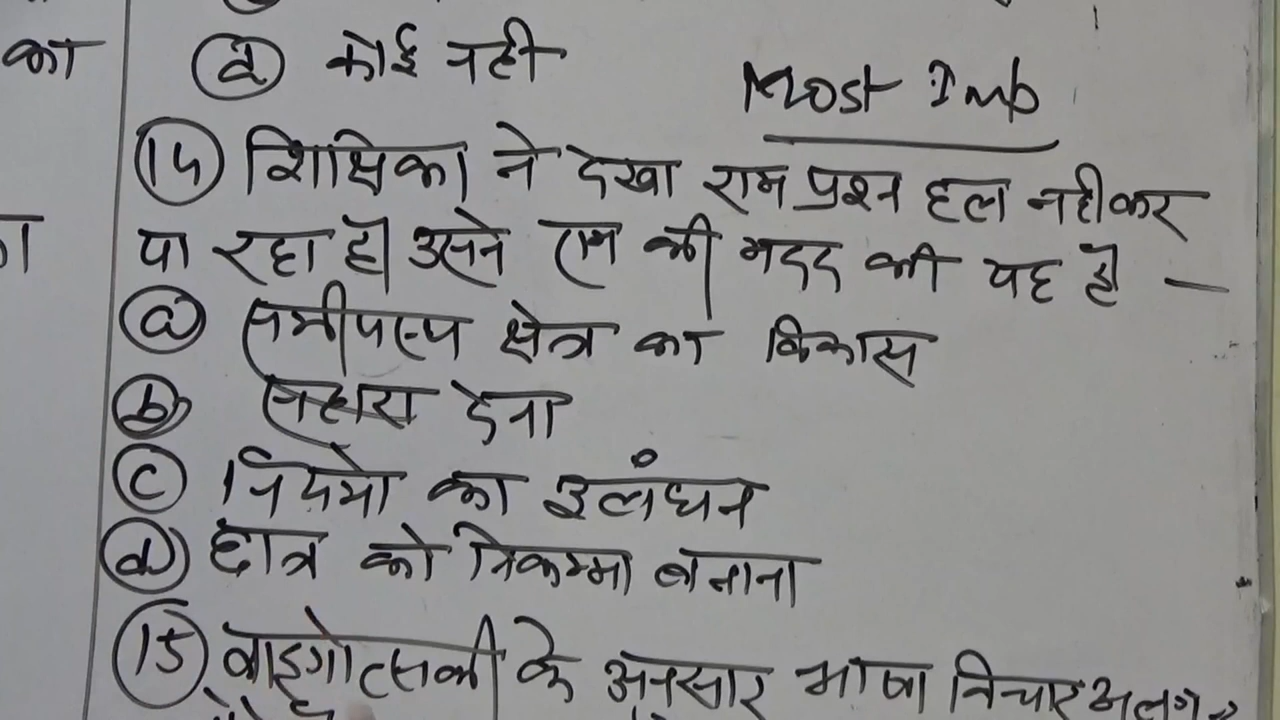 का
(d) कोई नही
Most Imp
(14) शिक्षिका ने देखा राम प्रश्न हल नही कर
पा रहा है। उसने राम की मदद की यह है —
(a) समीपस्प क्षेत्र का विकास
(b) सहारा देना
(c) नियमो का उलंघन
(d) छात्र को निकम्मा बनाना
(15) वाइगोत्सकी के अनुसार भाषा विचार अलग